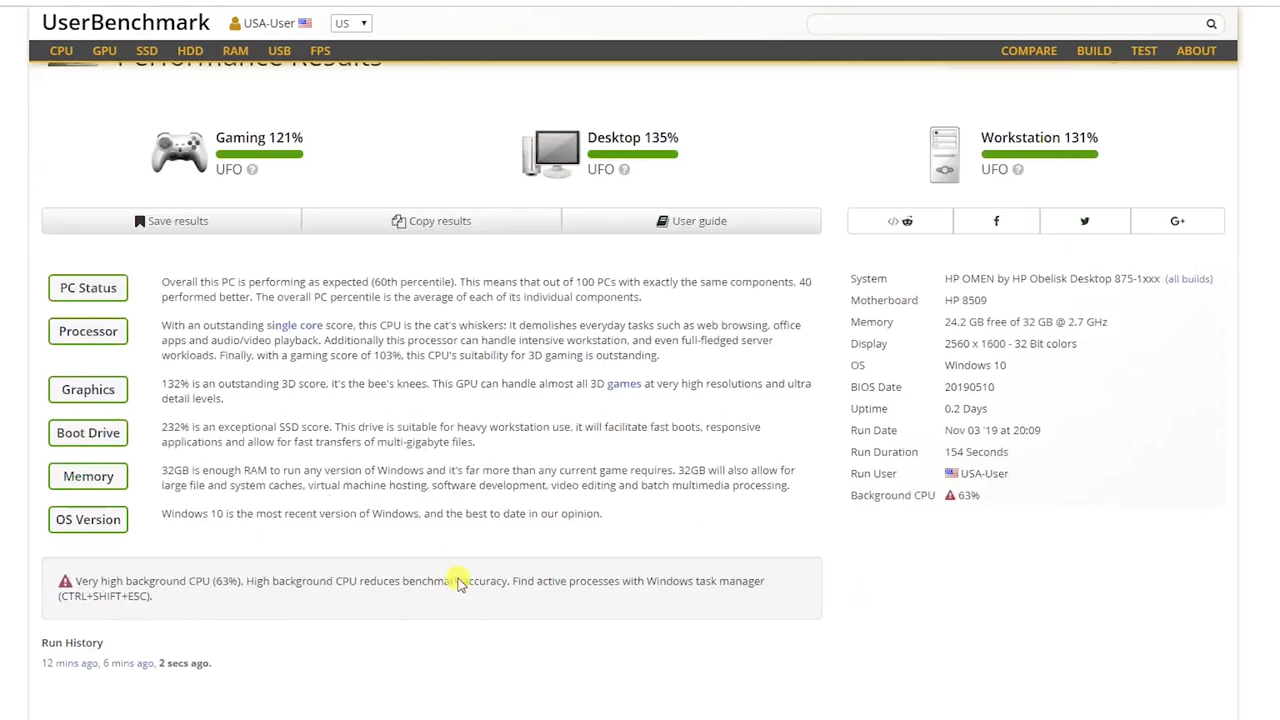 UserBenchmark USA-User US
CPU GPU SSD HDD RAM USB FPS COMPARE BUILD TEST ABOUT
Performance Results
Gaming 121%
UFO ?
Desktop 135%
UFO ?
Workstation 131%
UFO ?
Save results Copy results User guide </> f G+
PC Status
Overall this PC is performing as expected (60th percentile). This means that out of 100 PCs with exactly the same components, 40
performed better. The overall PC percentile is the average of each of its individual components.
Processor
With an outstanding single core score, this CPU is the cat's whiskers: it demolishes everyday tasks such as web browsing, office
apps and audio/video playback. Additionally this processor can handle intensive workstation, and even full-fledged server
workloads. Finally, with a gaming score of 103%, this CPU's suitability for 3D gaming is outstanding.
Graphics
132% is an outstanding 3D score, it's the bee's knees. This GPU can handle almost all 3D games at very high resolutions and ultra
detail levels.
Boot Drive
232% is an exceptional SSD score. This drive is suitable for heavy workstation use, it will facilitate fast boots, responsive
applications and allow for fast transfers of multi-gigabyte files.
Memory
32GB is enough RAM to run any version of Windows and it's far more than any current game requires. 32GB will also allow for
large file and system caches, virtual machine hosting, software development, video editing and batch multimedia processing.
OS Version
Windows 10 is the most recent version of Windows, and the best to date in our opinion.
System HP OMEN by HP Obelisk Desktop 875-1xxx (all builds)
Motherboard HP 8509
Memory 24.2 GB free of 32 GB @ 2.7 GHz
Display 2560 x 1600 - 32 Bit colors
OS Windows 10
BIOS Date 20190510
Uptime 0.2 Days
Run Date Nov 03 '19 at 20:09
Run Duration 154 Seconds
Run User USA-User
Background CPU 63%
Very high background CPU (63%). High background CPU reduces benchmark accuracy. Find active processes with Windows task manager
(CTRL+SHIFT+ESC).
Run History
12 mins ago, 6 mins ago, 2 secs ago.